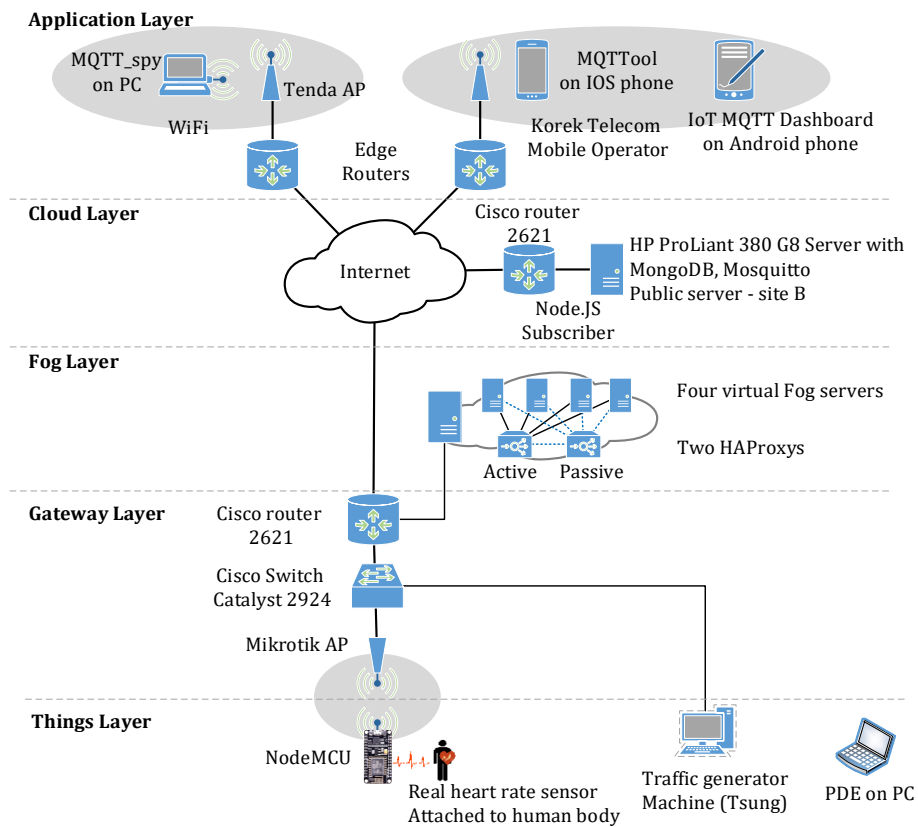 Application Layer
MQTT_spy
on PC
Tenda AP
WiFi
MQTTool
on IOS phone
Korek Telecom
Mobile Operator
IoT MQTT Dashboard
on Android phone
Edge
Routers
Cloud Layer
Internet
Cisco router
2621
HP ProLiant 380 G8 Server with
MongoDB, Mosquitto
Public server - site B
Node.JS
Subscriber
Fog Layer
Four virtual Fog servers
Two HAProxys
Active
Passive
Gateway Layer
Cisco router
2621
Cisco Switch
Catalyst 2924
Mikrotik AP
Things Layer
NodeMCU
Real heart rate sensor
Attached to human body
Traffic generator
Machine (Tsung)
PDE on PC